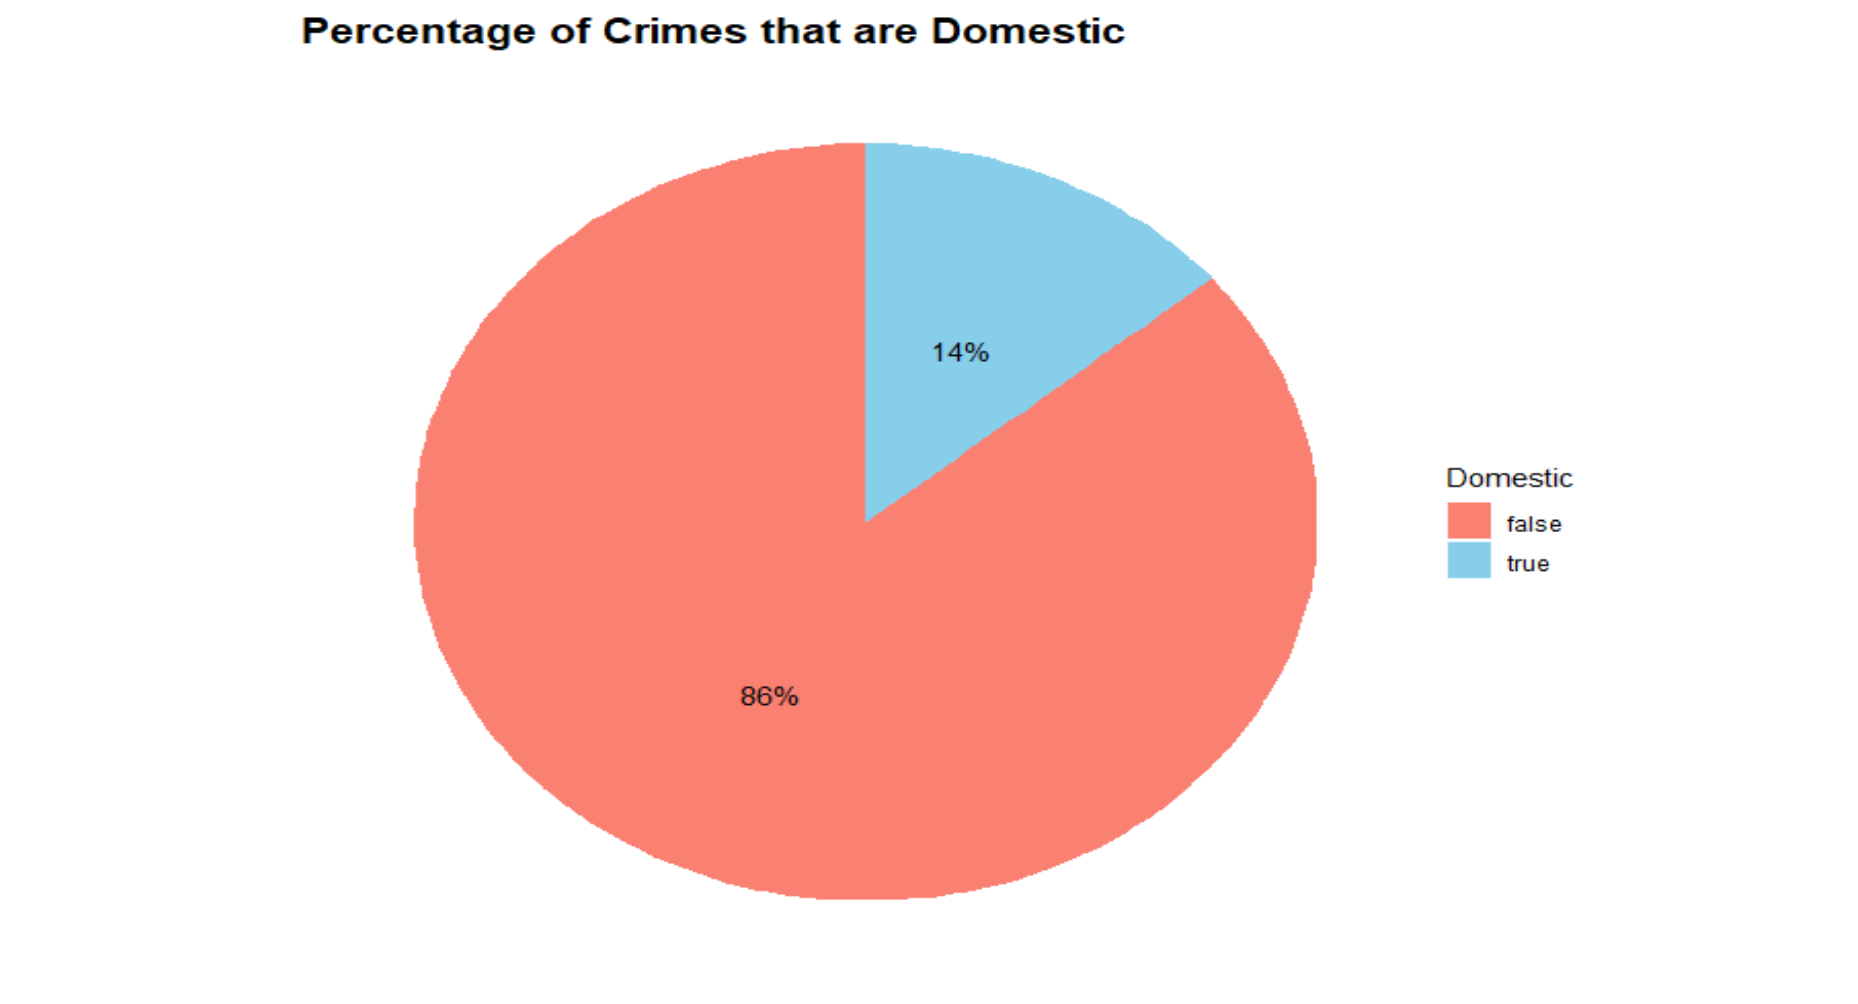 Percentage of Crimes that are Domestic
14%
86%
Domestic
false
true